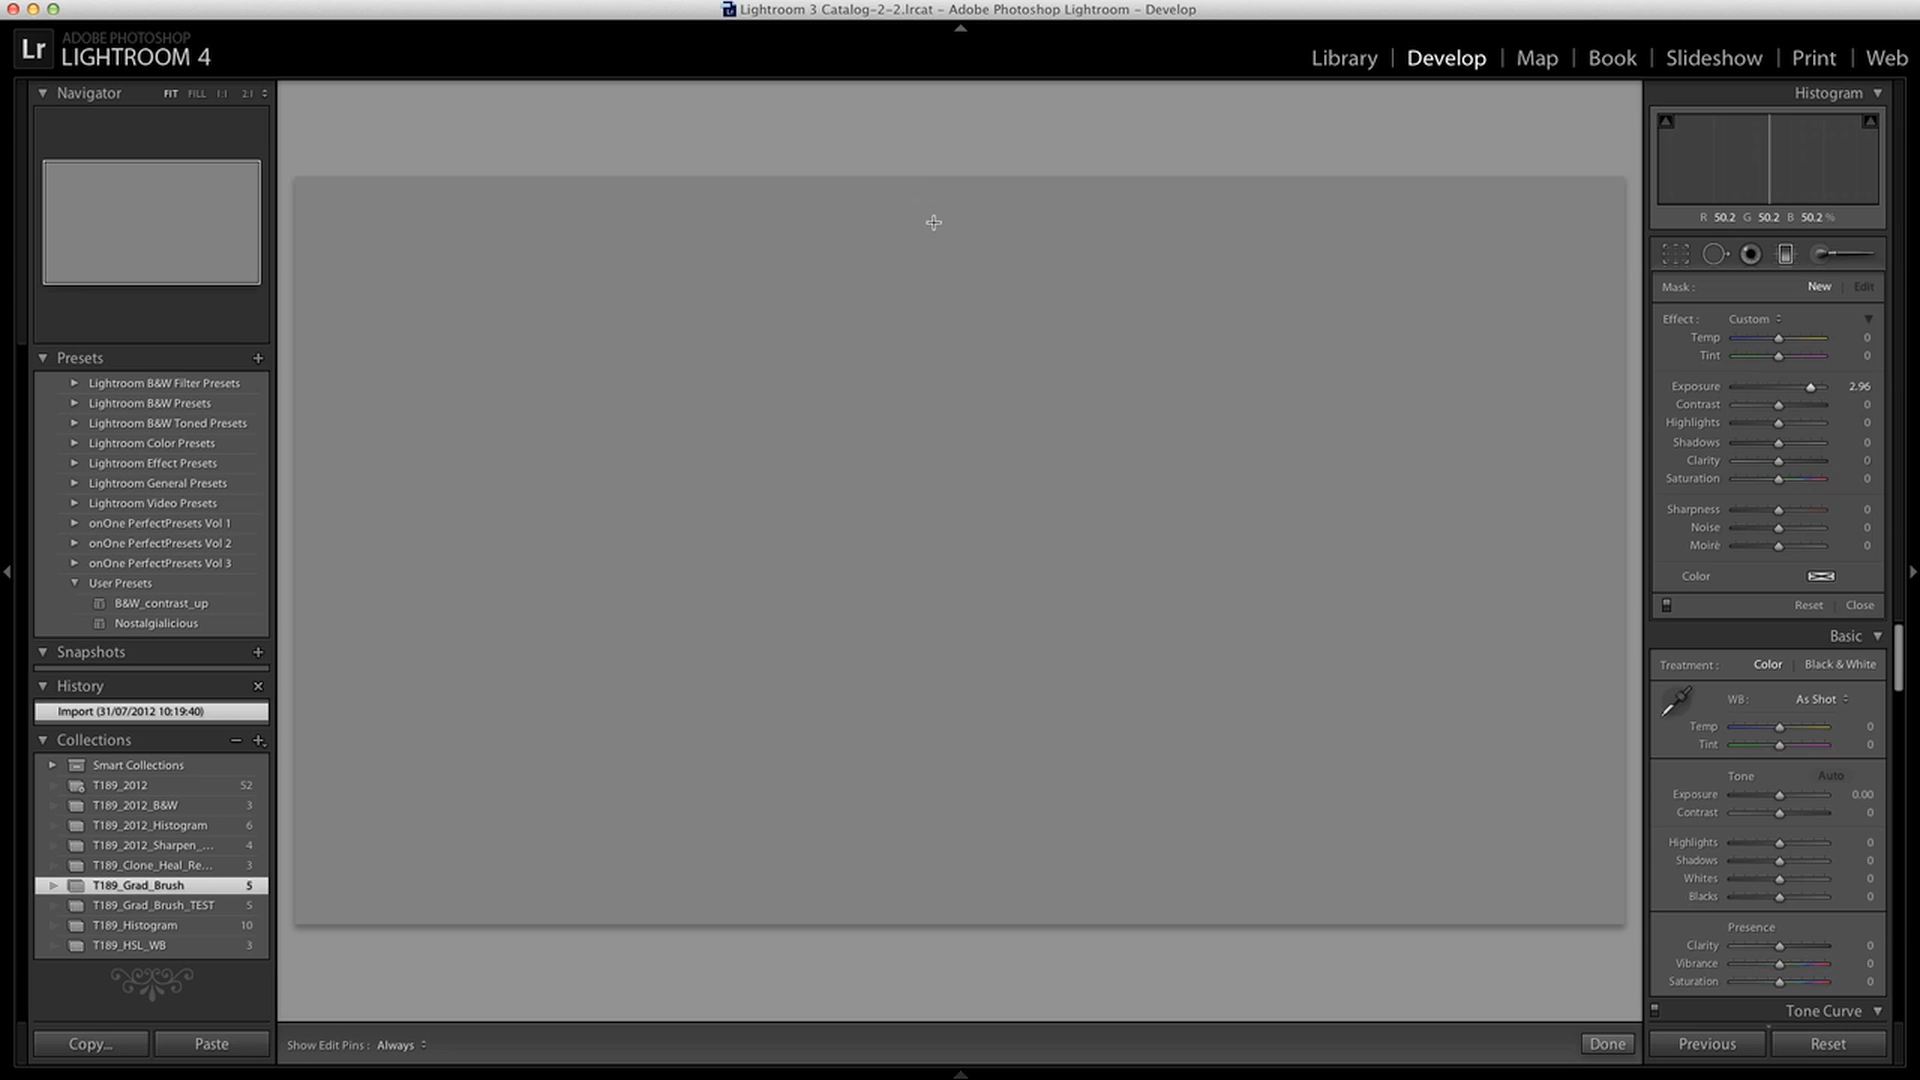 Lightroom 3 Catalog-2-2.lrcat – Adobe Photoshop Lightroom – Develop
Lr
ADOBE PHOTOSHOP
LIGHTROOM 4
Library | Develop | Map | Book | Slideshow | Print | Web
Navigator FIT FILL 1:1 2:1
Presets
Lightroom B&W Filter Presets
Lightroom B&W Presets
Lightroom B&W Toned Presets
Lightroom Color Presets
Lightroom Effect Presets
Lightroom General Presets
Lightroom Video Presets
onOne PerfectPresets Vol 1
onOne PerfectPresets Vol 2
onOne PerfectPresets Vol 3
User Presets
B&W_contrast_up
Nostalgialicious
Snapshots
History
Import (31/07/2012 10:19:40)
Collections
Smart Collections
T189_2012 52
T189_2012_B&W 3
T189_2012_Histogram 6
T189_2012_Sharpen_... 4
T189_Clone_Heal_Re... 3
T189_Grad_Brush 5
T189_Grad_Brush_TEST 5
T189_Histogram 10
T189_HSL_WB 3
Copy... Paste
Show Edit Pins : Always
Done
Histogram
R 50.2 G 50.2 B 50.2 %
Mask : New | Edit
Effect : Custom
Temp 0
Tint 0
Exposure 2.96
Contrast 0
Highlights 0
Shadows 0
Clarity 0
Saturation 0
Sharpness 0
Noise 0
Moiré 0
Color
Reset | Close
Basic
Treatment : Color | Black & White
WB : As Shot
Temp 0
Tint 0
Tone Auto
Exposure 0.00
Contrast 0
Highlights 0
Shadows 0
Whites 0
Blacks 0
Presence
Clarity 0
Vibrance 0
Saturation 0
Tone Curve
Previous Reset